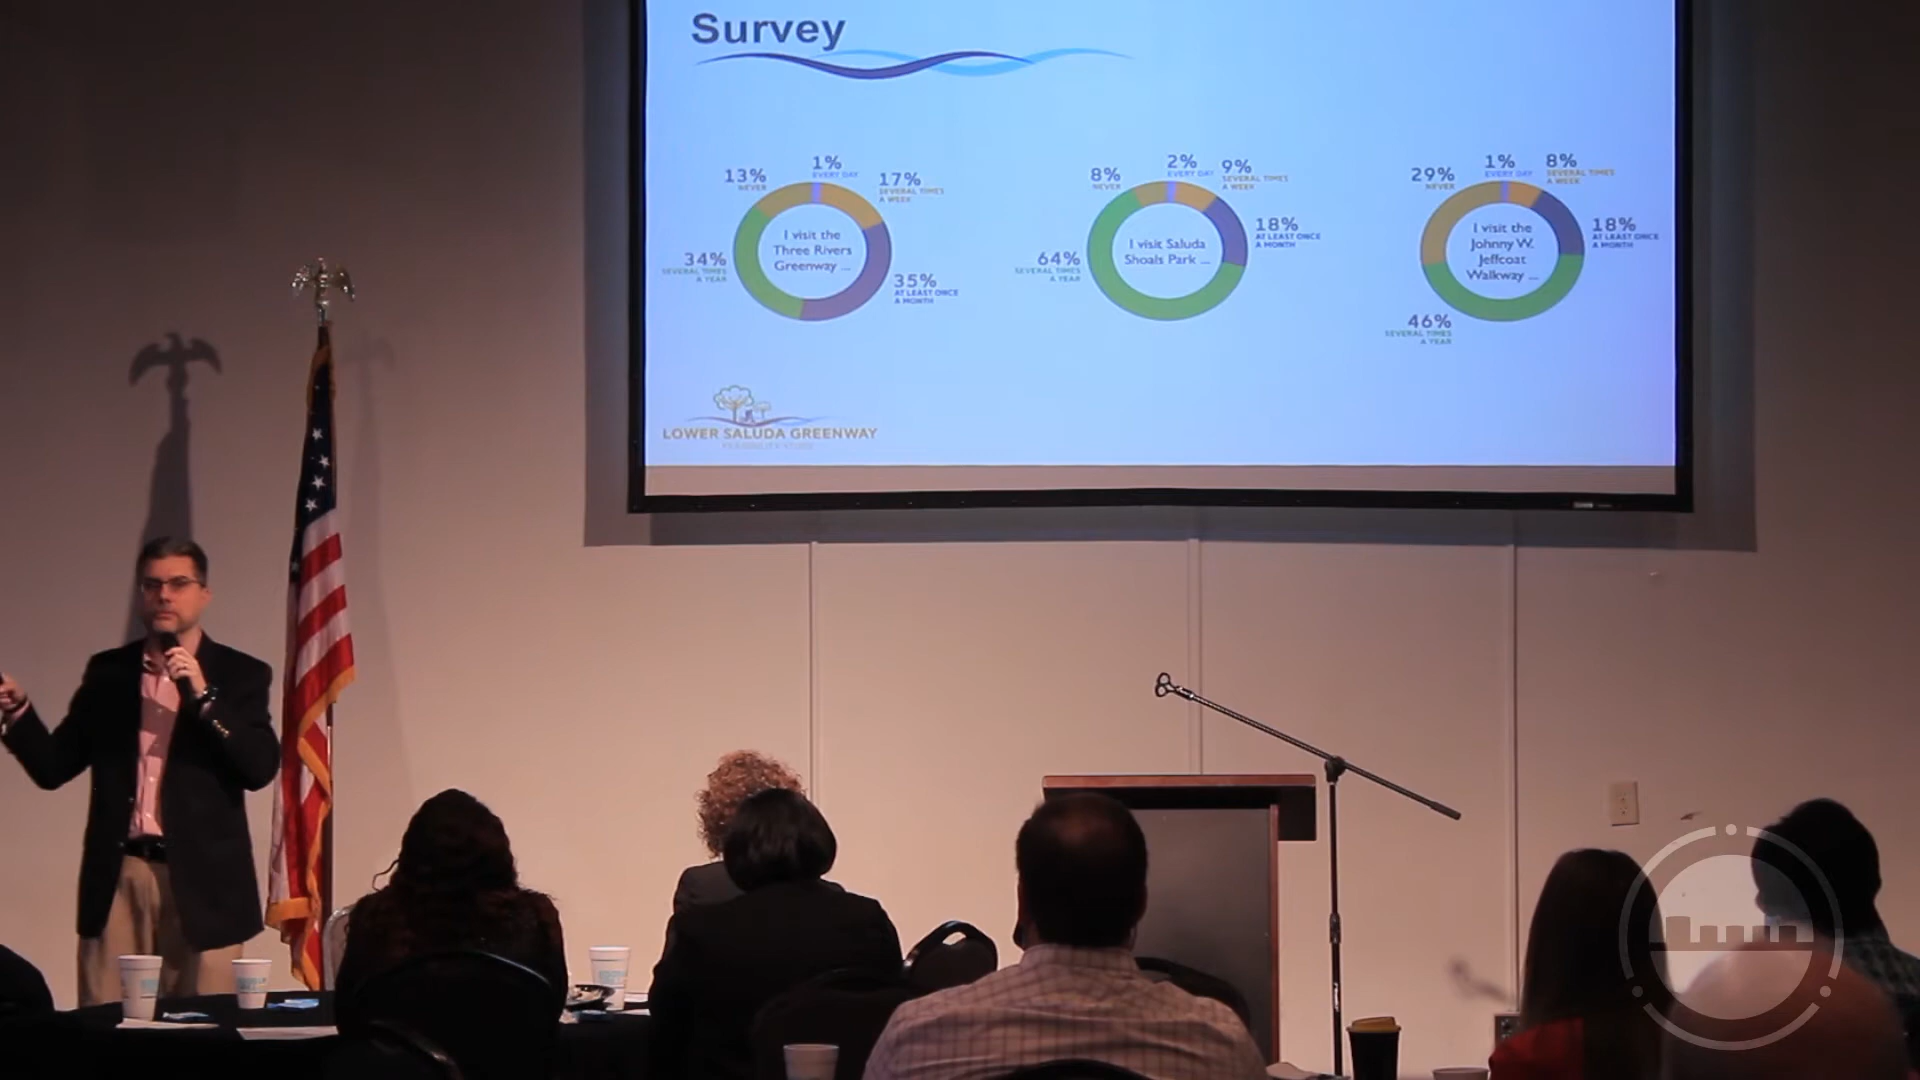 Survey
13%
NEVER
1%
EVERY DAY
17%
SEVERAL TIMES
A WEEK
35%
AT LEAST ONCE
A MONTH
34%
SEVERAL TIMES
A YEAR
I visit the
Three Rivers
Greenway ...
8%
NEVER
2%
EVERY DAY
9%
SEVERAL TIMES
A WEEK
18%
AT LEAST ONCE
A MONTH
64%
SEVERAL TIMES
A YEAR
I visit Saluda
Shoals Park ...
29%
NEVER
1%
EVERY DAY
8%
SEVERAL TIMES
A WEEK
18%
AT LEAST ONCE
A MONTH
46%
SEVERAL TIMES
A YEAR
I visit the
Johnny W.
Jeffcoat
Walkway ...
LOWER SALUDA GREENWAY